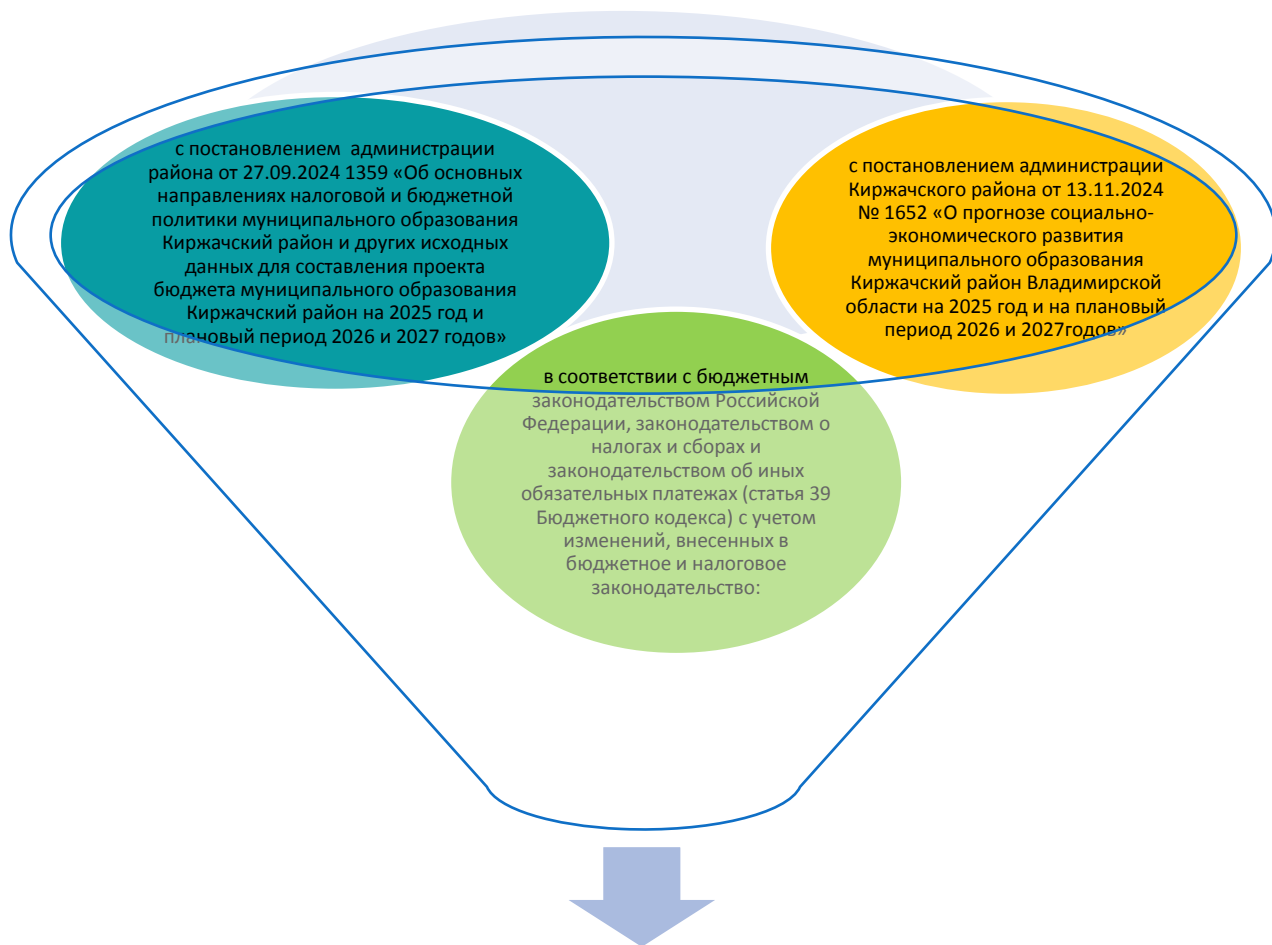 с постановлением администрации
района от 27.09.2024 1359 «Об основных
направлениях налоговой и бюджетной
политики муниципального образования
Киржачский район и других исходных
данных для составления проекта
бюджета муниципального образования
Киржачский район на 2025 год и
плановый период 2026 и 2027 годов»
с постановлением администрации
Киржачского района от 13.11.2024
№ 1652 «О прогнозе социально-
экономического развития
муниципального образования
Киржачский район Владимирской
области на 2025 год и на плановый
период 2026 и 2027годов»
в соответствии с бюджетным
законодательством Российской
Федерации, законодательством о
налогах и сборах и
законодательством об иных
обязательных платежах (статья 39
Бюджетного кодекса) с учетом
изменений, внесенных в
бюджетное и налоговое
законодательство: